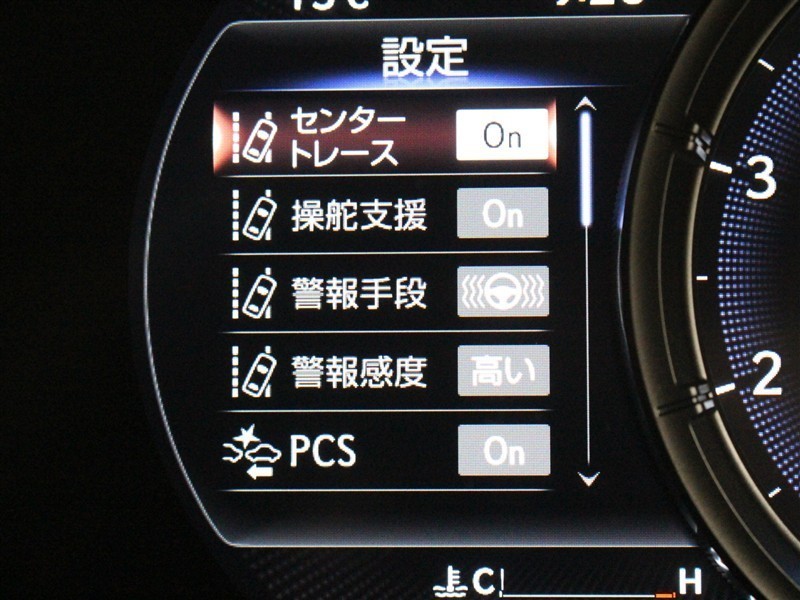 設定
センター
トレース
On
操舵支援 On
警報手段
警報感度 高い
PCS On
3
2
C H